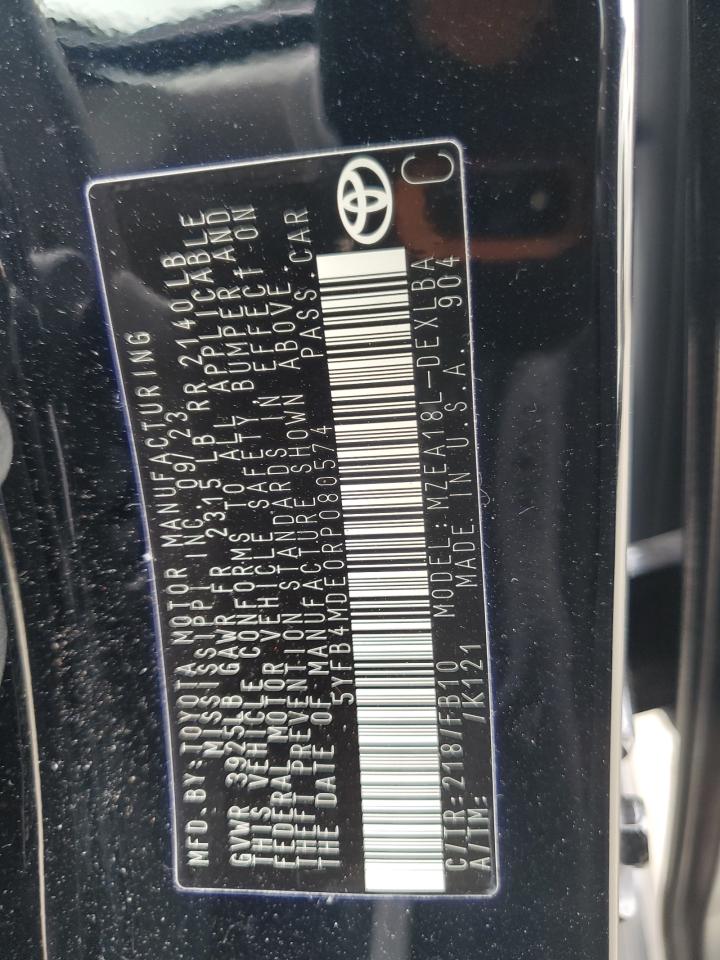 MFD. BY: TOYOTA MOTOR MANUFACTURING
MISSISSIPPI INC. 09/23
GVWR 3925LB GAWR FR 2315 LB RR 2140LB
THIS VEHICLE CONFORMS TO ALL APPLICABLE
FEDERAL MOTOR VEHICLE SAFETY BUMPER AND
THEFT PREVENTION STANDARDS IN EFFECT ON
THE DATE OF MANUFACTURE SHOWN ABOVE.
5YFB4MDE0RP080574 PASS. CAR
C/TR: 218/FB10 MODEL: MZEA18L-DEXLBA
A/TM: /K121 MADE IN U.S.A. 904
C